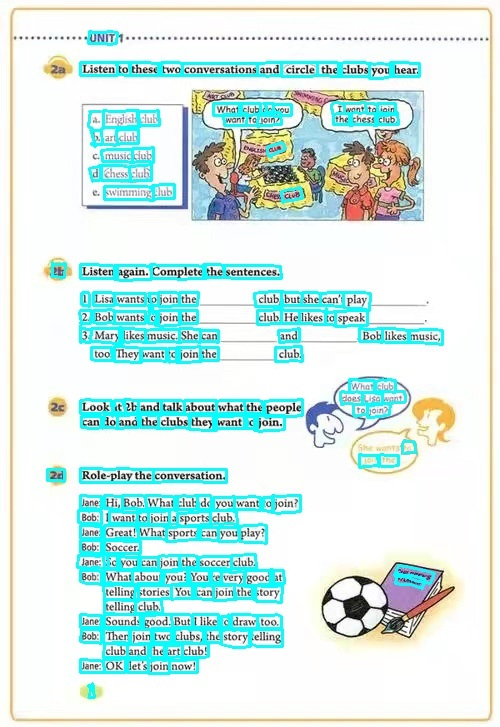 UNIT 1
2a Listen to these two conversations and circle the clubs you hear.
a. English club
b. art club
c. music club
d. chess club
e. swimming club
ART CLUB
SWIMMING
What club do you
want to join?
I want to join
the chess club.
ENGLISH CLUB
CHESS CLUB
2b Listen again. Complete the sentences.
1. Lisa wants to join the ____________ club, but she can't play ____________.
2. Bob wants to join the ____________ club. He likes to speak ____________.
3. Mary likes music. She can ____________ and ____________. Bob likes music,
too. They want to join the ____________ club.
2c Look at 2b and talk about what the people
can do and the clubs they want to join.
What club
does Lisa want
to join?
She wants to
join the
2d Role-play the conversation.
Jane: Hi, Bob. What club do you want to join?
Bob: I want to join a sports club.
Jane: Great! What sports can you play?
Bob: Soccer.
Jane: So you can join the soccer club.
Bob: What about you? You're very good at
telling stories. You can join the story
telling club.
Jane: Sounds good. But I like to draw, too.
Bob: Then join two clubs, the story telling
club and the art club!
Jane: OK, let's join now!